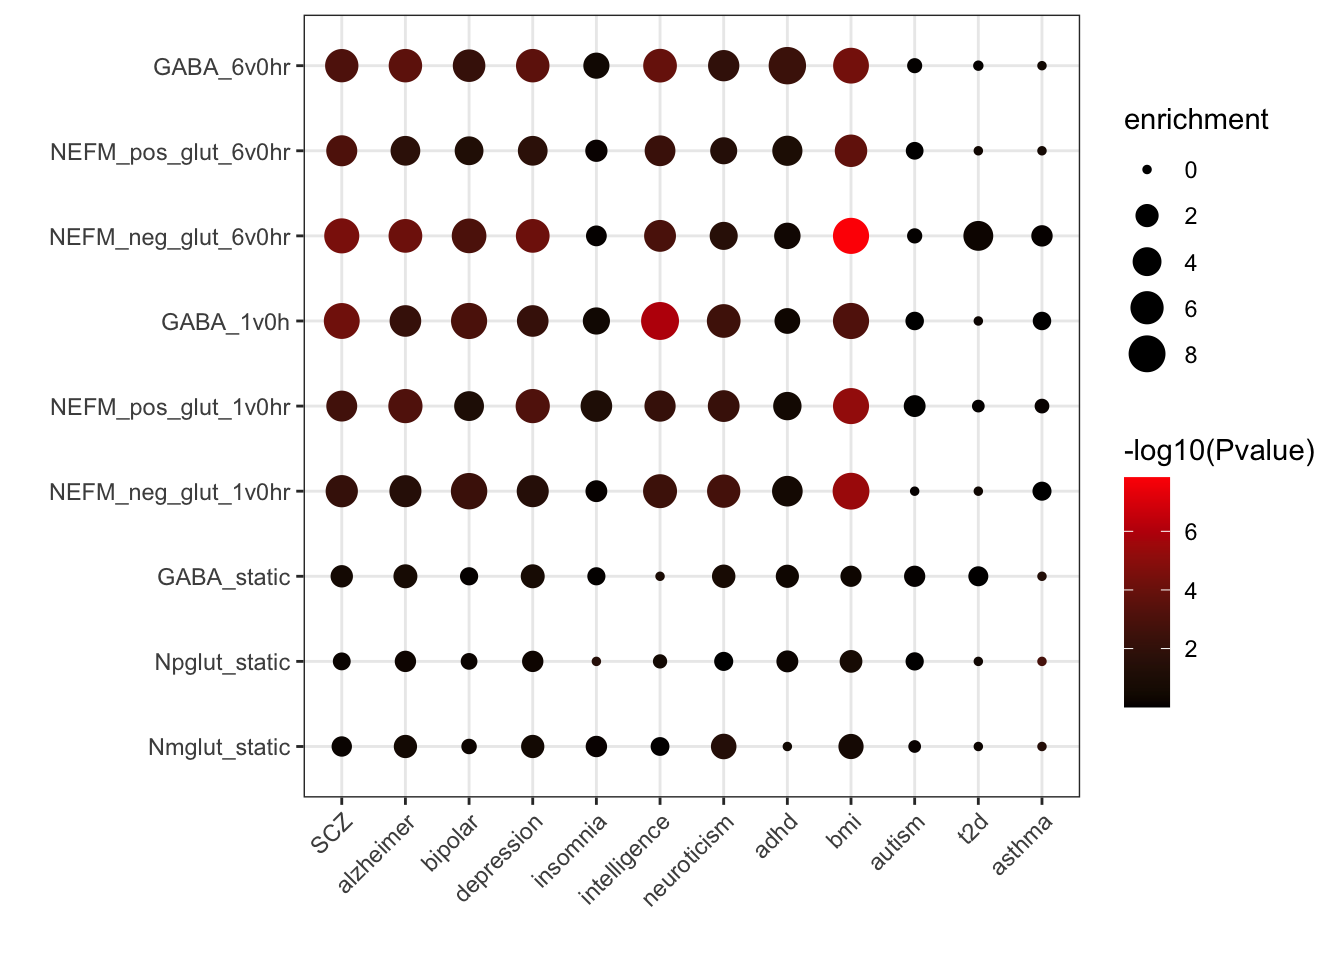 GABA_6v0hr
NEFM_pos_glut_6v0hr
NEFM_neg_glut_6v0hr
GABA_1v0h
NEFM_pos_glut_1v0hr
NEFM_neg_glut_1v0hr
GABA_static
Npglut_static
Nmglut_static
SCZ
alzheimer
bipolar
depression
insomnia
intelligence
neuroticism
adhd
bmi
autism
t2d
asthma
enrichment
0
2
4
6
8
-log10(Pvalue)
6
4
2